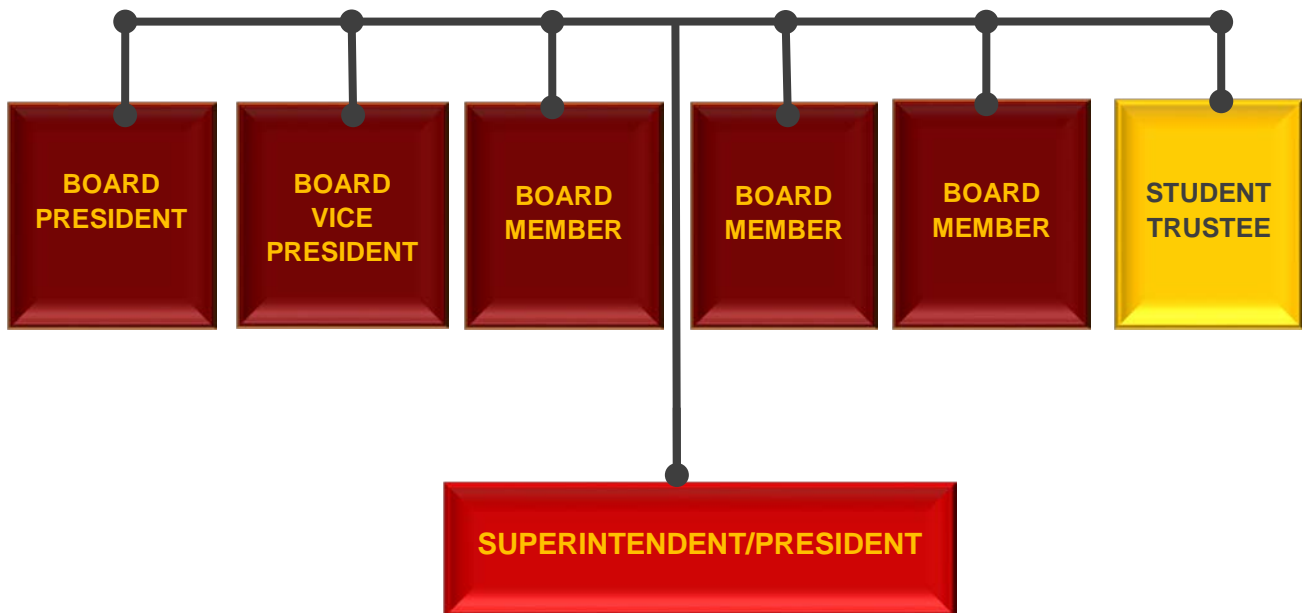 BOARD
PRESIDENT
BOARD
VICE
PRESIDENT
BOARD
MEMBER
BOARD
MEMBER
BOARD
MEMBER
STUDENT
TRUSTEE
SUPERINTENDENT/PRESIDENT